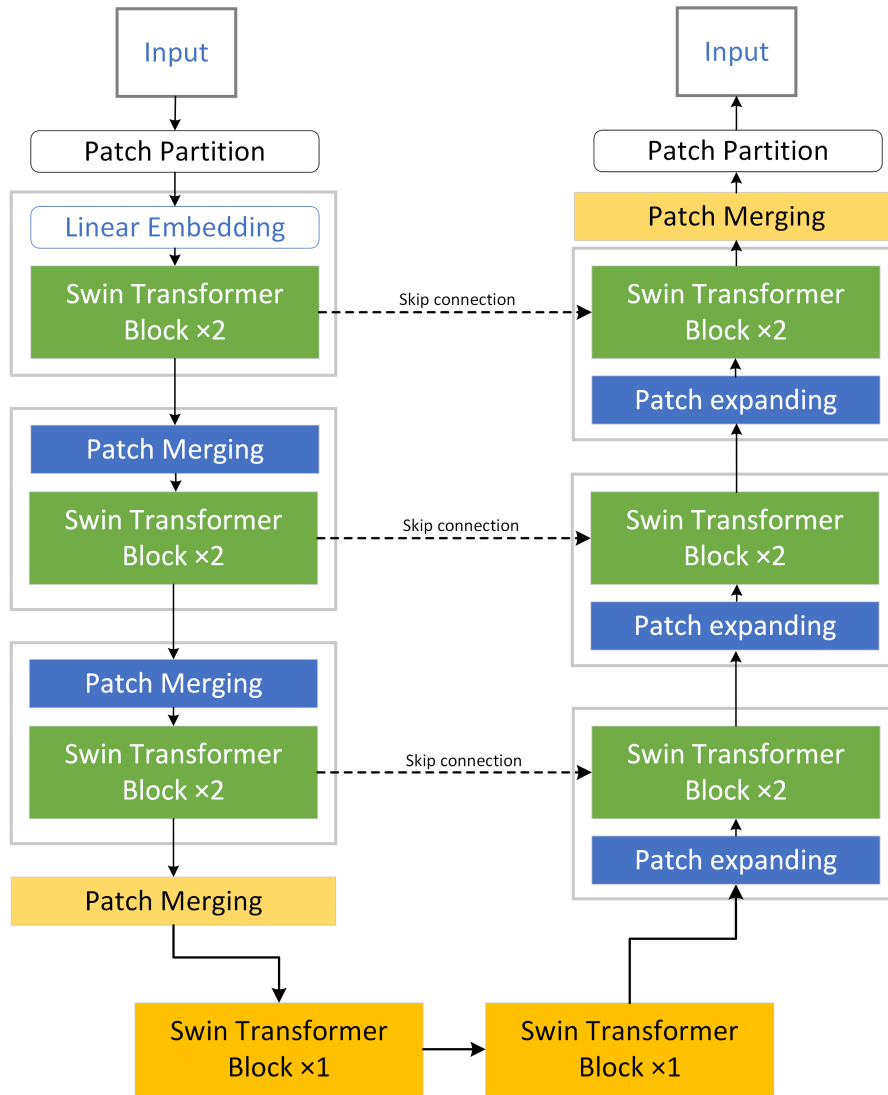 Input
Patch Partition
Linear Embedding
Swin Transformer
Block ×2
Patch Merging
Swin Transformer
Block ×2
Patch Merging
Swin Transformer
Block ×2
Patch Merging
Swin Transformer
Block ×1
Swin Transformer
Block ×1
Skip connection
Skip connection
Skip connection
Input
Patch Partition
Patch Merging
Swin Transformer
Block ×2
Patch expanding
Swin Transformer
Block ×2
Patch expanding
Swin Transformer
Block ×2
Patch expanding